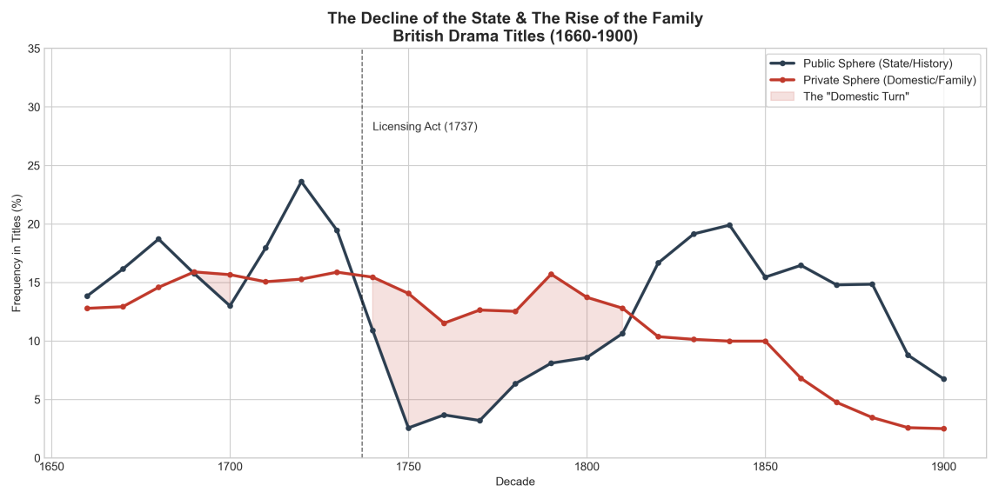 The Decline of the State & The Rise of the Family
British Drama Titles (1660-1900)
Public Sphere (State/History)
Private Sphere (Domestic/Family)
The "Domestic Turn"
Licensing Act (1737)
Frequency in Titles (%)
35
30
25
20
15
10
5
0
1650
1700
1750
1800
1850
1900
Decade